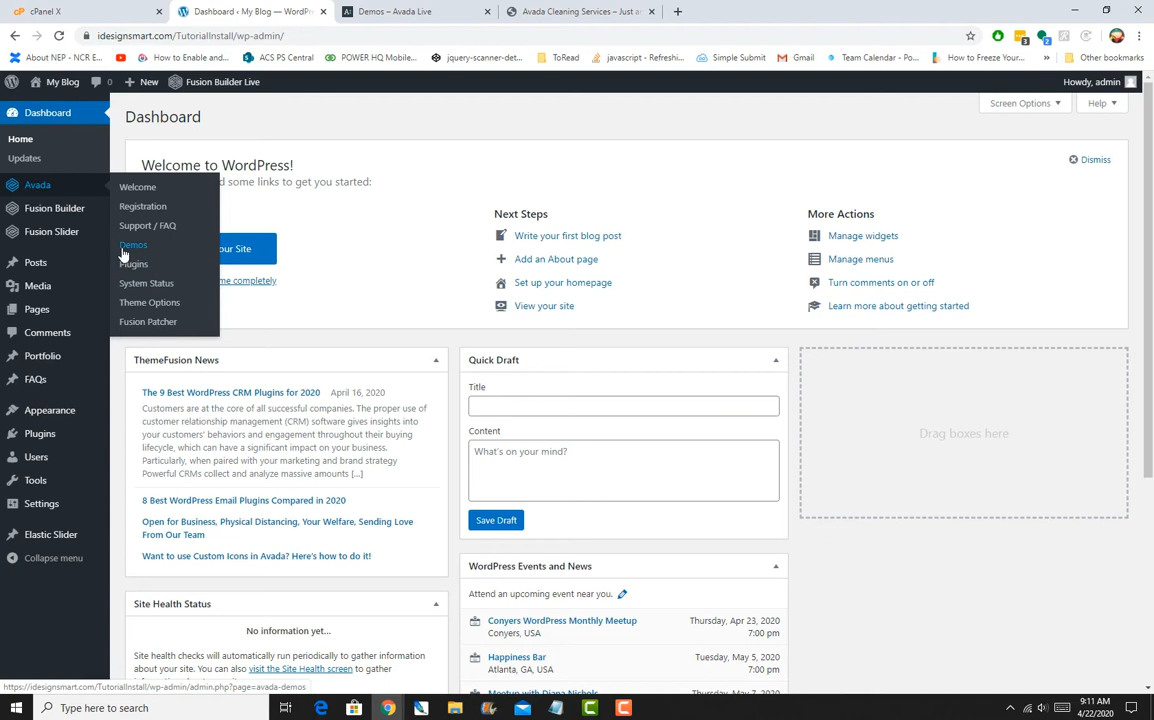 cPanel X
Dashboard ‹ My Blog — WordPr
Demos – Avada Live
Avada Cleaning Services – Just a
idesignsmart.com/TutorialInstall/wp-admin/
About NEP - NCR E...
How to Enable and...
ACS PS Central
POWER HQ Mobile...
jquery-scanner-det...
ToRead
javascript - Refreshi...
Simple Submit
Gmail
Team Calendar - Po...
How to Freeze Your...
»
Other bookmarks
My Blog
0
New
Fusion Builder Live
Howdy, admin
Dashboard
Home
Updates
Avada
Fusion Builder
Fusion Slider
Posts
Media
Pages
Comments
Portfolio
FAQs
Appearance
Plugins
Users
Tools
Settings
Elastic Slider
Collapse menu
Welcome
Registration
Support / FAQ
Demos
Plugins
System Status
Theme Options
Fusion Patcher
Dashboard
Screen Options
Help
Welcome to WordPress!
d some links to get you started:
Dismiss
our Site
me completely
Next Steps
Write your first blog post
Add an About page
Set up your homepage
View your site
More Actions
Manage widgets
Manage menus
Turn comments on or off
Learn more about getting started
ThemeFusion News
The 9 Best WordPress CRM Plugins for 2020 April 16, 2020
Customers are at the core of all successful companies. The proper use of
customer relationship management (CRM) software gives insights into
your customers' behaviors and engagement throughout their buying
lifecycle, which can have a significant impact on your business.
Particularly, when paired with your marketing and brand strategy
Powerful CRMs collect and analyze massive amounts [...]
8 Best WordPress Email Plugins Compared in 2020
Open for Business, Physical Distancing, Your Welfare, Sending Love
From Our Team
Want to use Custom Icons in Avada? Here's how to do it!
Site Health Status
No information yet...
Site health checks will automatically run periodically to gather information
about your site. You can also visit the Site Health screen to gather
Quick Draft
Title
Content
What's on your mind?
Save Draft
WordPress Events and News
Attend an upcoming event near you.
Conyers WordPress Monthly Meetup
Conyers, USA
Thursday, Apr 23, 2020
7:00 pm
Happiness Bar
Atlanta, GA, USA
Tuesday, May 5, 2020
7:00 pm
Meetup with Diana Nichols
Thursday, May 7, 2020
Drag boxes here
https://idesignsmart.com/TutorialInstall/wp-admin/admin.php?page=avada-demos
Type here to search
9:11 AM
4/22/2020